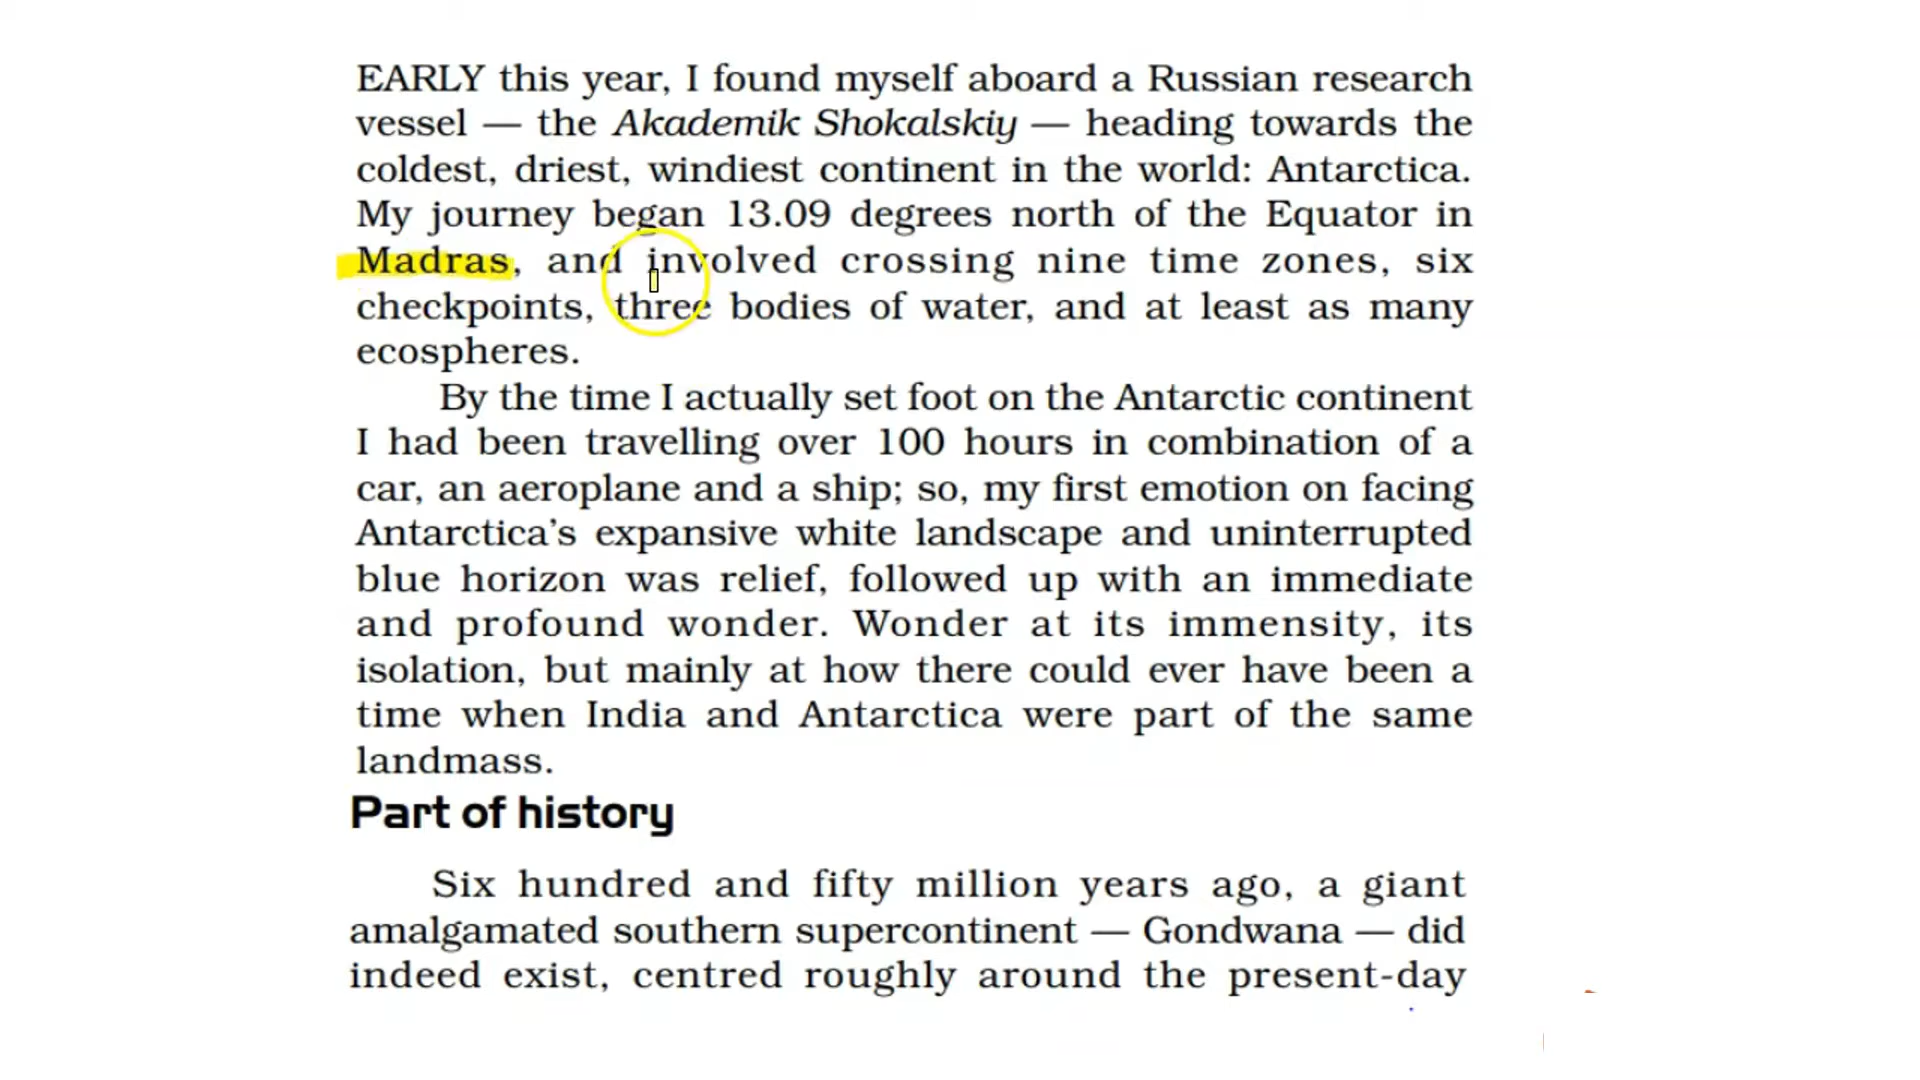 EARLY this year, I found myself aboard a Russian research
vessel — the Akademik Shokalskiy — heading towards the
coldest, driest, windiest continent in the world: Antarctica.
My journey began 13.09 degrees north of the Equator in
Madras, and involved crossing nine time zones, six
checkpoints, three bodies of water, and at least as many
ecospheres.
By the time I actually set foot on the Antarctic continent
I had been travelling over 100 hours in combination of a
car, an aeroplane and a ship; so, my first emotion on facing
Antarctica’s expansive white landscape and uninterrupted
blue horizon was relief, followed up with an immediate
and profound wonder. Wonder at its immensity, its
isolation, but mainly at how there could ever have been a
time when India and Antarctica were part of the same
landmass.
Part of history
Six hundred and fifty million years ago, a giant
amalgamated southern supercontinent — Gondwana — did
indeed exist, centred roughly around the present-day